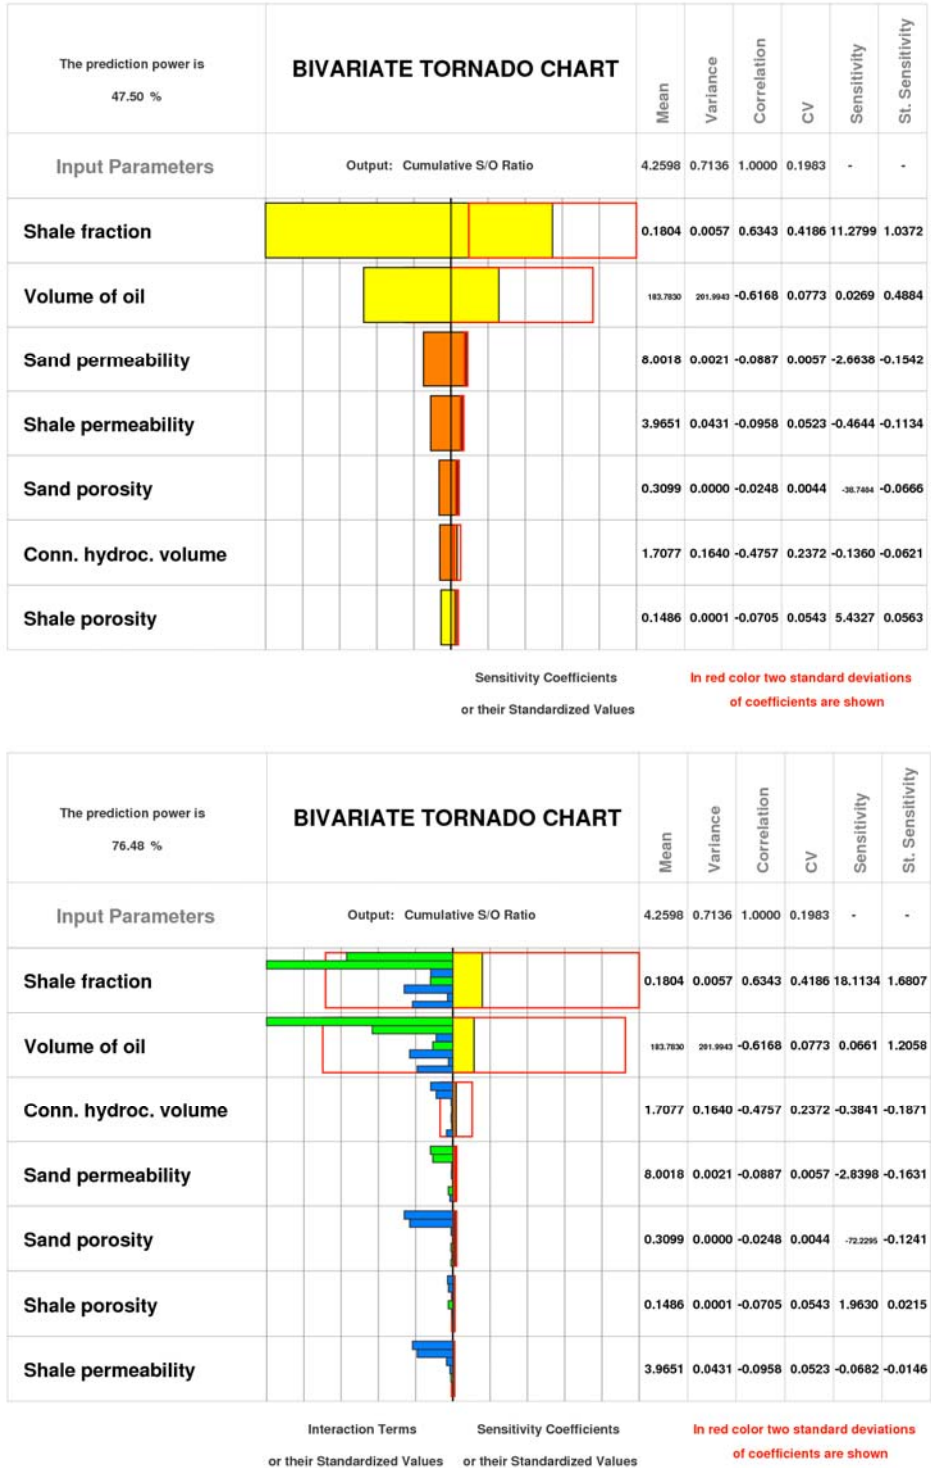 The prediction power is
47.50 %
BIVARIATE TORNADO CHART
Mean
Variance
Correlation
CV
Sensitivity
St. Sensitivity
Input Parameters Output: Cumulative S/O Ratio 4.2598 0.7136 1.0000 0.1983 - -
Shale fraction 0.1804 0.0057 0.6343 0.4186 11.2799 1.0372
Volume of oil 183.7830 201.9943 -0.6168 0.0773 0.0269 0.4884
Sand permeability 8.0018 0.0021 -0.0887 0.0057 -2.6638 -0.1542
Shale permeability 3.9651 0.0431 -0.0958 0.0523 -0.4644 -0.1134
Sand porosity 0.3099 0.0000 -0.0248 0.0044 -38.7404 -0.0666
Conn. hydroc. volume 1.7077 0.1640 -0.4757 0.2372 -0.1360 -0.0621
Shale porosity 0.1486 0.0001 -0.0705 0.0543 5.4327 0.0563
Sensitivity Coefficients
or their Standardized Values
In red color two standard deviations
of coefficients are shown
The prediction power is
76.48 %
BIVARIATE TORNADO CHART
Mean
Variance
Correlation
CV
Sensitivity
St. Sensitivity
Input Parameters Output: Cumulative S/O Ratio 4.2598 0.7136 1.0000 0.1983 - -
Shale fraction 0.1804 0.0057 0.6343 0.4186 18.1134 1.6807
Volume of oil 183.7830 201.9943 -0.6168 0.0773 0.0661 1.2058
Conn. hydroc. volume 1.7077 0.1640 -0.4757 0.2372 -0.3841 -0.1871
Sand permeability 8.0018 0.0021 -0.0887 0.0057 -2.8398 -0.1631
Sand porosity 0.3099 0.0000 -0.0248 0.0044 -72.2295 -0.1241
Shale porosity 0.1486 0.0001 -0.0705 0.0543 1.9630 0.0215
Shale permeability 3.9651 0.0431 -0.0958 0.0523 -0.0682 -0.0146
Interaction Terms
or their Standardized Values
Sensitivity Coefficients
or their Standardized Values
In red color two standard deviations
of coefficients are shown